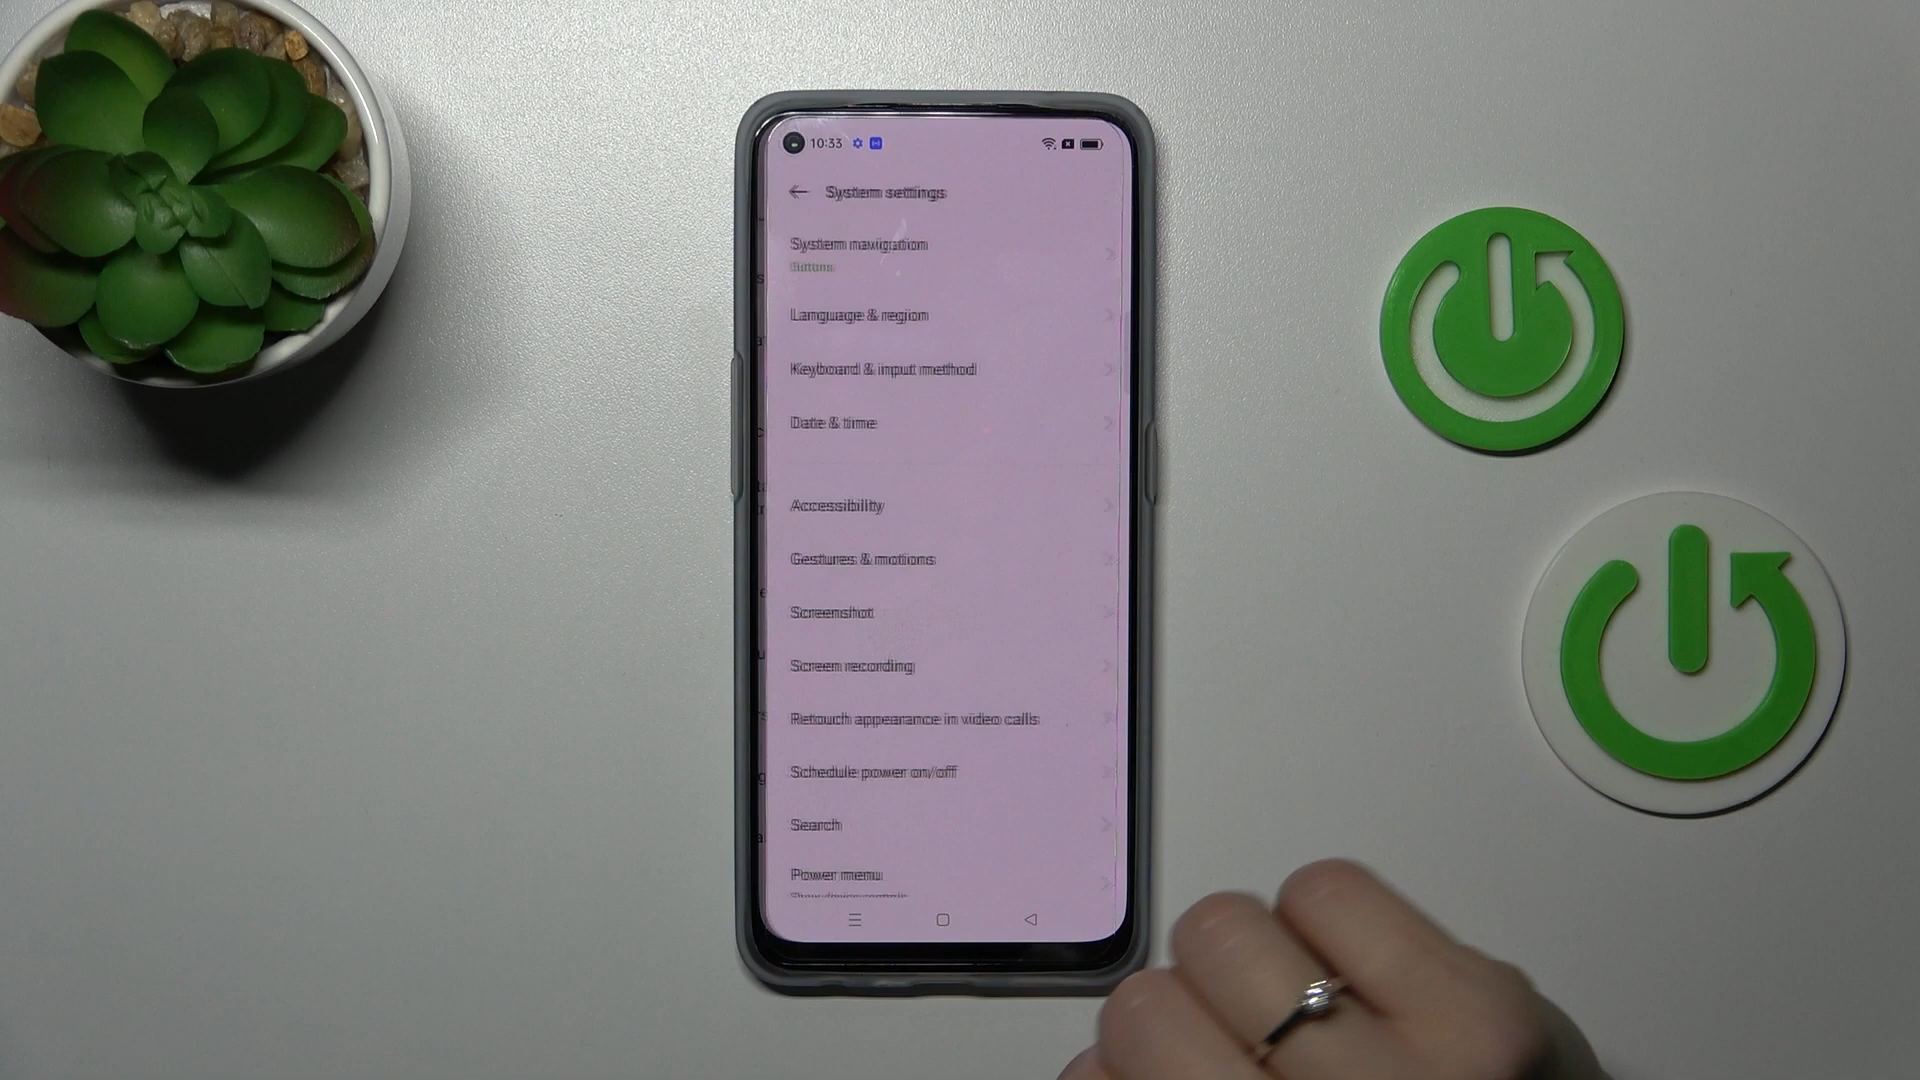 10:33
System settings
System navigation
Buttons
Language & region
Keyboard & input method
Date & time
Accessibility
Gestures & motions
Screenshot
Screen recording
Retouch appearance in video calls
Schedule power on/off
Search
Power menu